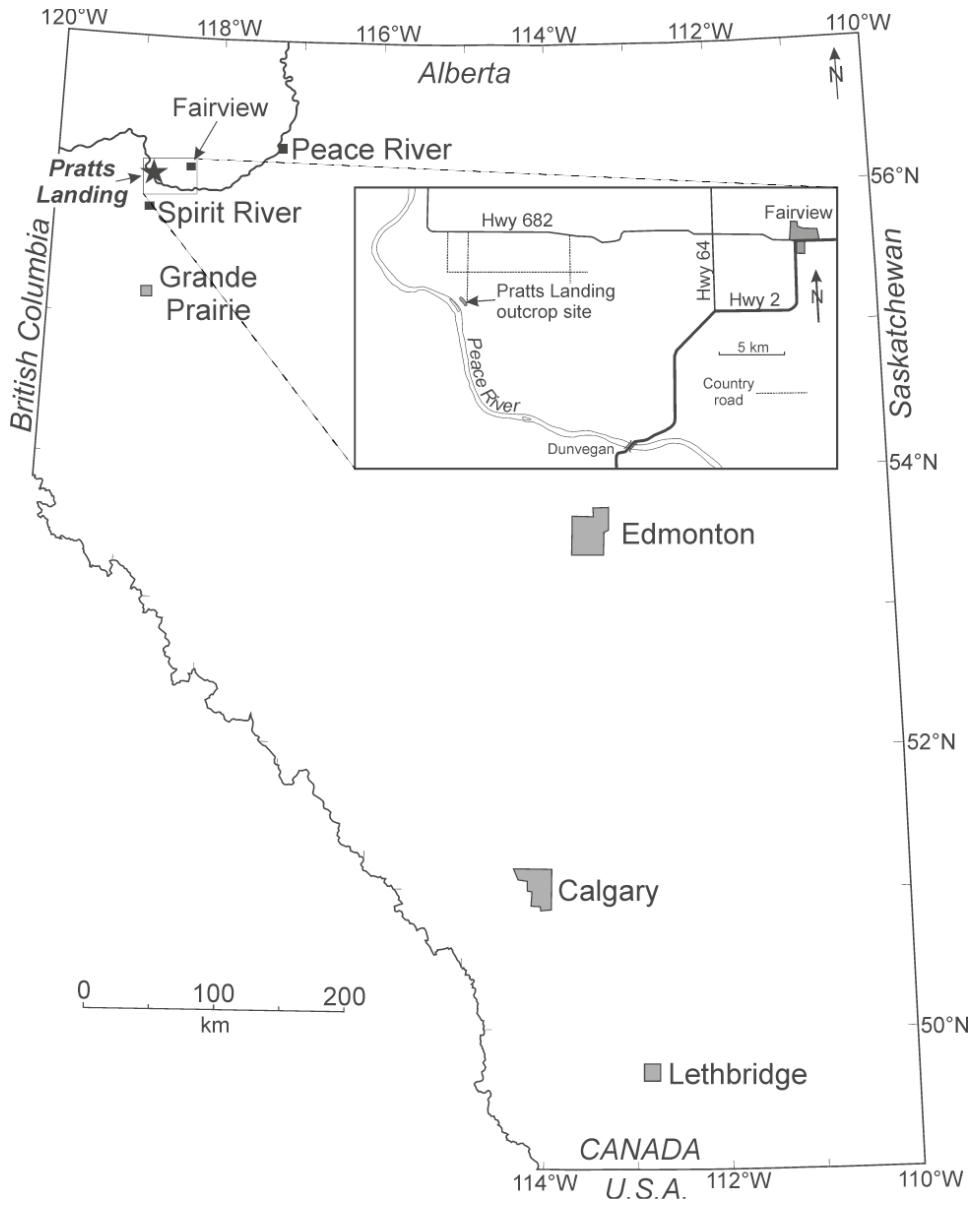 120°W
118°W
116°W
114°W
112°W
110°W
Alberta
N
Fairview
Peace River
Pratts
Landing
56°N
Spirit River
Grande
Prairie
British Columbia
Saskatchewan
Fairview
Hwy 682
Hwy 64
Pratts Landing
outcrop site
Hwy 2
N
5 km
Peace River
Country
road
Dunvegan
54°N
Edmonton
52°N
Calgary
0
100
200
km
50°N
Lethbridge
CANADA
114°W
112°W
110°W
U.S.A.